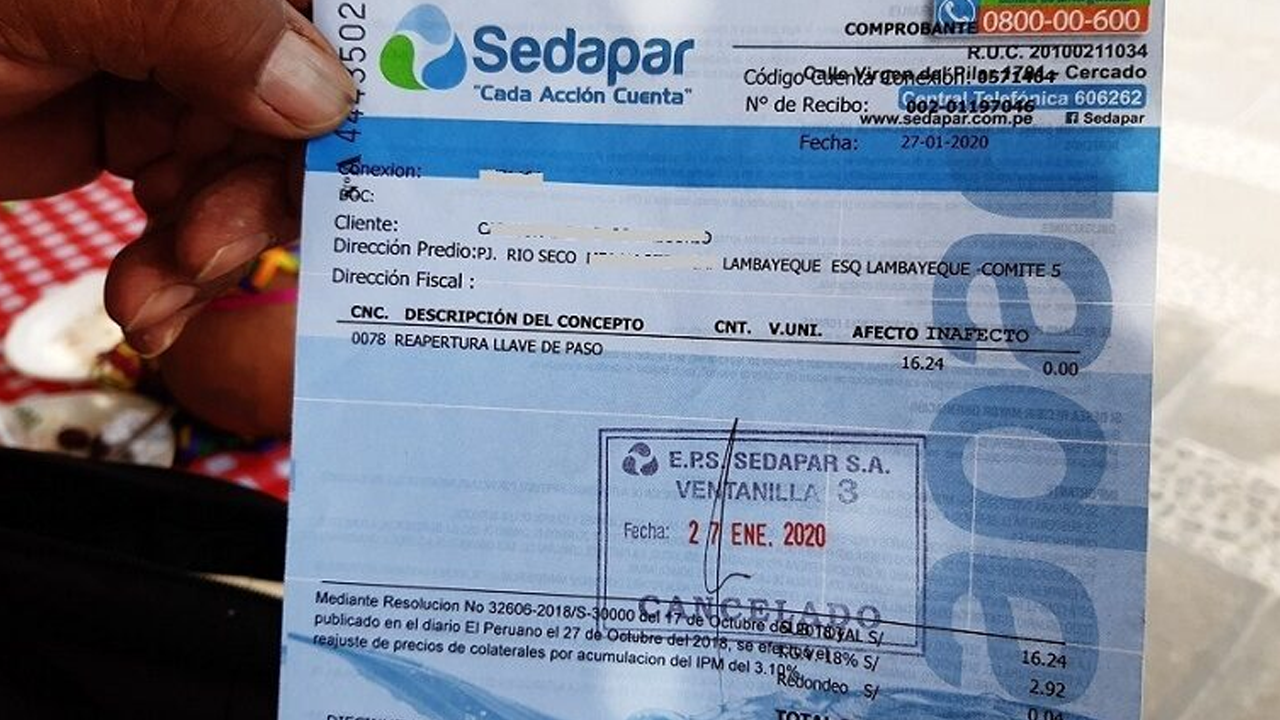 443502
Sedapar
"Cada Acción Cuenta"
0800-00-600
COMPROBANTE
R.U.C. 20100211034
Calle Virgen del Pilar 1701 - Cercado
Código Cuenta Conexión:
Central Telefónica 606262
N° de Recibo: 002-01197046
www.sedapar.com.pe Sedapar
Fecha: 27-01-2020
Conexion:
DOC:
Cliente:
Dirección Predio:PJ. RIO SECO LAMBAYEQUE ESQ LAMBAYEQUE -COMITE 5
Dirección Fiscal :
CNC. DESCRIPCIÓN DEL CONCEPTO CNT. V.UNI. AFECTO INAFECTO
0078 REAPERTURA LLAVE DE PASO 16.24 0.00
E.P.S. SEDAPAR S.A.
VENTANILLA 3
Fecha: 27 ENE. 2020
CANCELADO
Mediante Resolucion No 32606-2018/S-30000 del 17 de Octubre del 2018 y
publicado en el diario El Peruano el 27 de Octubre del 2018, se efectuó el
reajuste de precios de colaterales por acumulacion del IPM del 3.10%
SUB TOTAL S/ 16.24
I.G.V. 18% S/ 2.92
Redondeo S/ 0.04
TOTAL